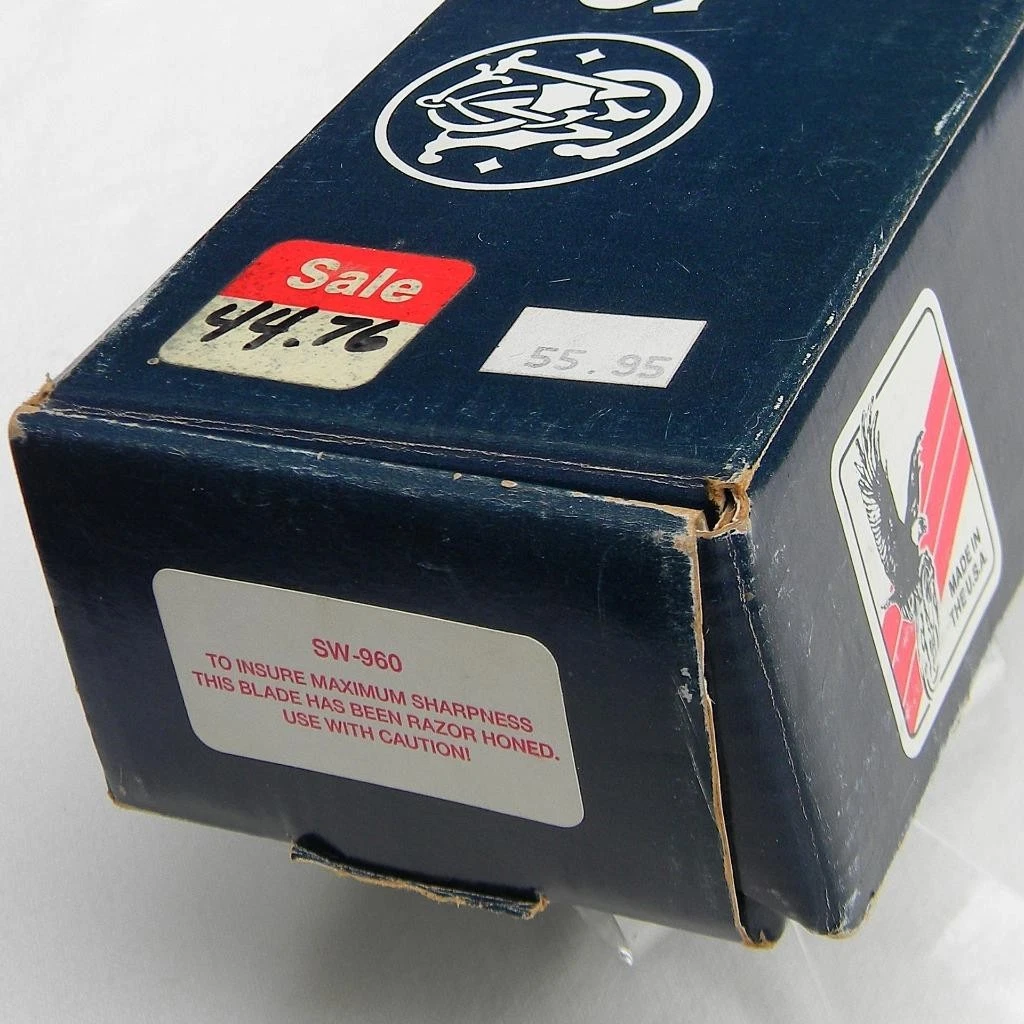 Sale
44.76
55.95
MADE IN
THE U.S.A.
SW-960
TO INSURE MAXIMUM SHARPNESS
THIS BLADE HAS BEEN RAZOR HONED.
USE WITH CAUTION!